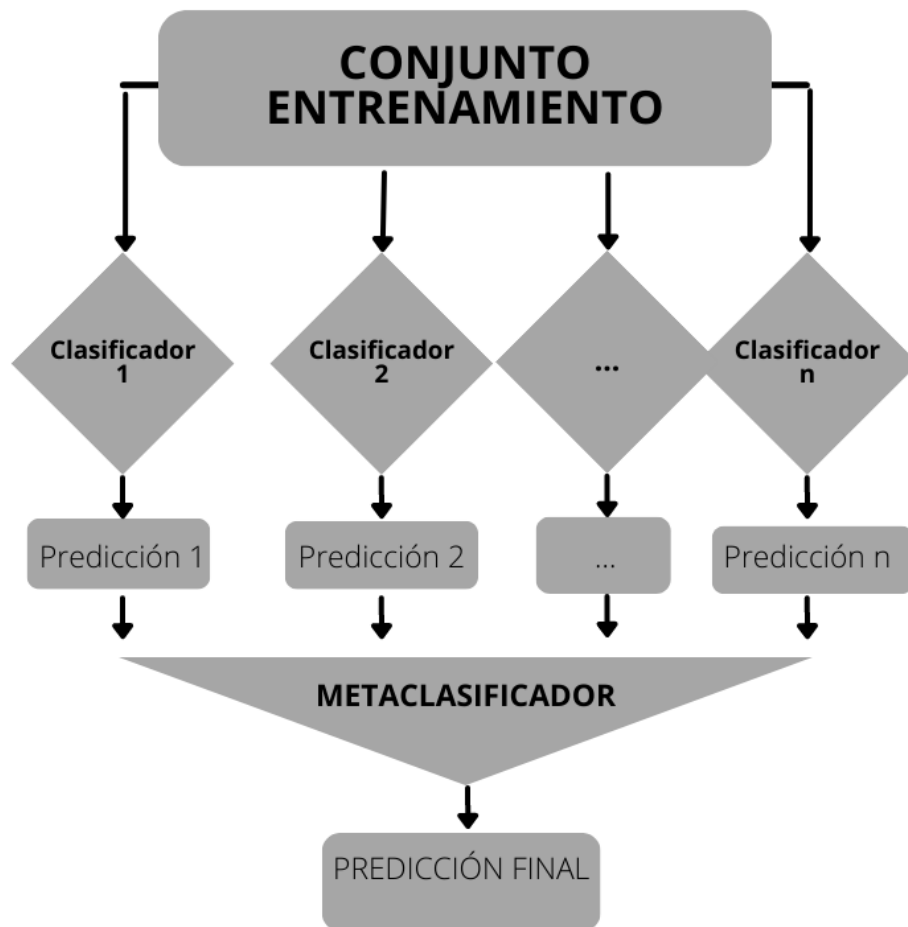 CONJUNTO
ENTRENAMIENTO
Clasificador
1
Clasificador
2
...
Clasificador
n
Predicción 1
Predicción 2
...
Predicción n
METACLASIFICADOR
PREDICCIÓN FINAL